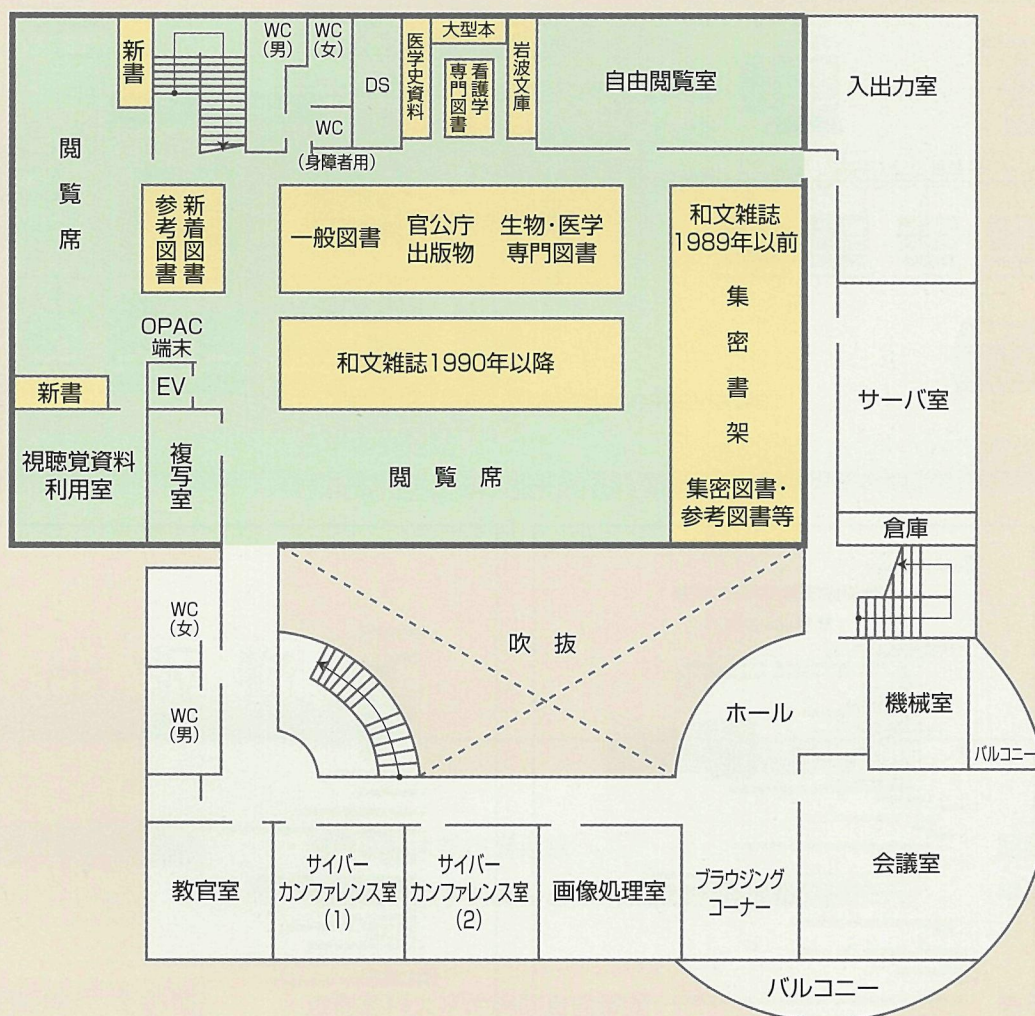 新書
WC
(男)
WC
(女)
WC
(身障者用)
DS
医学史資料
大型本
看護学
専門図書
岩波文庫
自由閲覧室
入出力室
閲覧席
新着図書
参考図書
一般図書
官公庁
出版物
生物・医学
専門図書
和文雑誌
1989年以前
集密書架
集密図書・
参考図書等
OPAC
端末
EV
和文雑誌1990年以降
新書
視聴覚資料
利用室
複写室
閲覧席
サーバ室
倉庫
WC
(女)
WC
(男)
吹抜
ホール
機械室
バルコニー
教官室
サイバー
カンファレンス室
(1)
サイバー
カンファレンス室
(2)
画像処理室
ブラウジング
コーナー
会議室
バルコニー